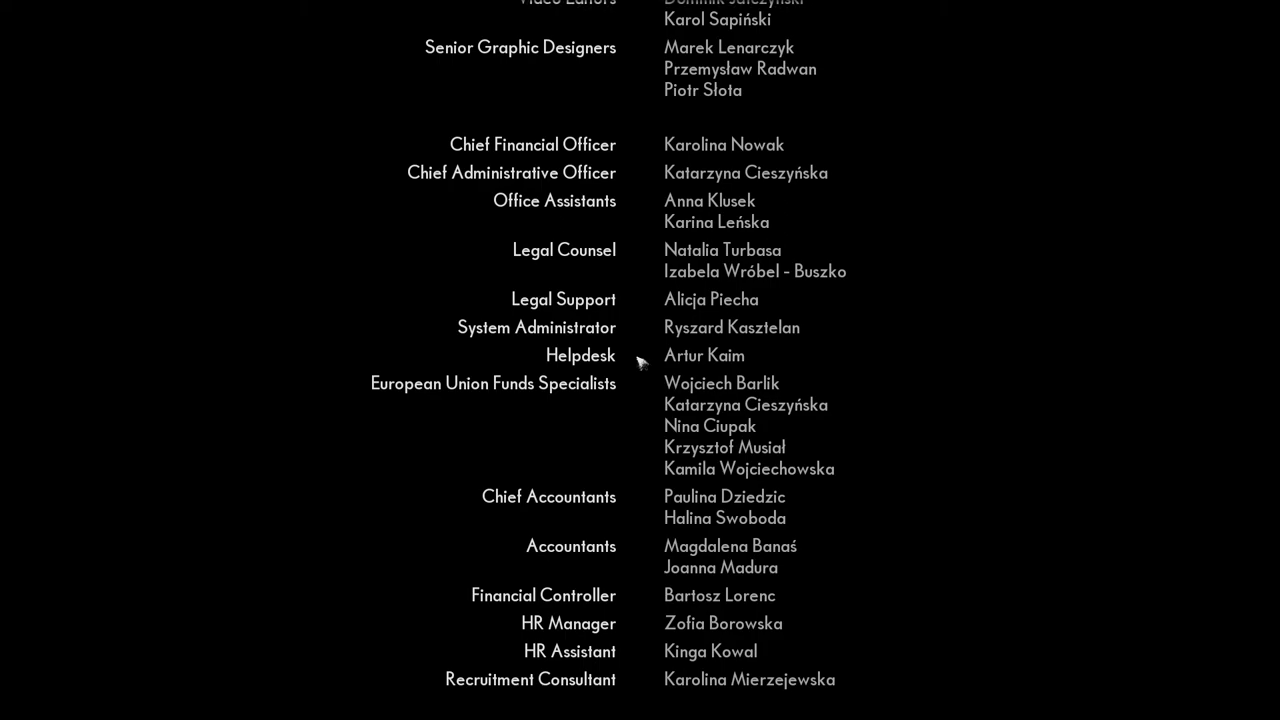 Video Editors
Karol Sapiński
Senior Graphic Designers Marek Lenarczyk
Przemysław Radwan
Piotr Słota
Chief Financial Officer Karolina Nowak
Chief Administrative Officer Katarzyna Cieszyńska
Office Assistants Anna Klusek
Karina Leńska
Legal Counsel Natalia Turbasa
Izabela Wróbel - Buszko
Legal Support Alicja Piecha
System Administrator Ryszard Kasztelan
Helpdesk Artur Kaim
European Union Funds Specialists Wojciech Barlik
Katarzyna Cieszyńska
Nina Ciupak
Krzysztof Musiał
Kamila Wojciechowska
Chief Accountants Paulina Dziedzic
Halina Swoboda
Accountants Magdalena Banaś
Joanna Madura
Financial Controller Bartosz Lorenc
HR Manager Zofia Borowska
HR Assistant Kinga Kowal
Recruitment Consultant Karolina Mierzejewska